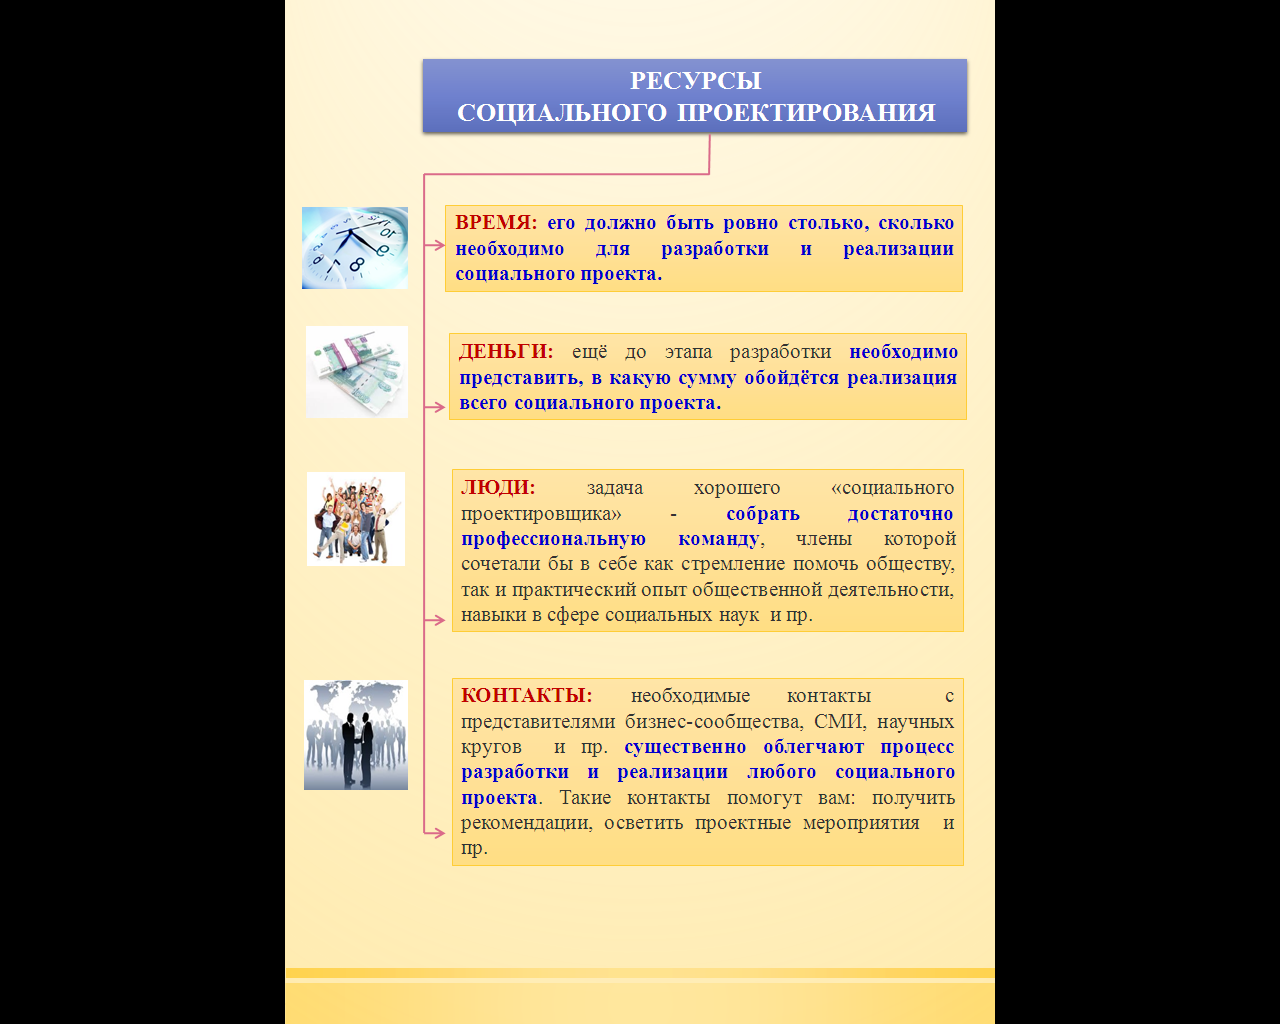 РЕСУРСЫ
СОЦИАЛЬНОГО ПРОЕКТИРОВАНИЯ
ВРЕМЯ: его должно быть ровно столько, сколько
необходимо для разработки и реализации
социального проекта.
ДЕНЬГИ: ещё до этапа разработки необходимо
представить, в какую сумму обойдётся реализация
всего социального проекта.
ЛЮДИ: задача хорошего «социального
проектировщика» - собрать достаточно
профессиональную команду, члены которой
сочетали бы в себе как стремление помочь обществу,
так и практический опыт общественной деятельности,
навыки в сфере социальных наук и пр.
КОНТАКТЫ: необходимые контакты с
представителями бизнес-сообщества, СМИ, научных
кругов и пр. существенно облегчают процесс
разработки и реализации любого социального
проекта. Такие контакты помогут вам: получить
рекомендации, осветить проектные мероприятия и
пр.